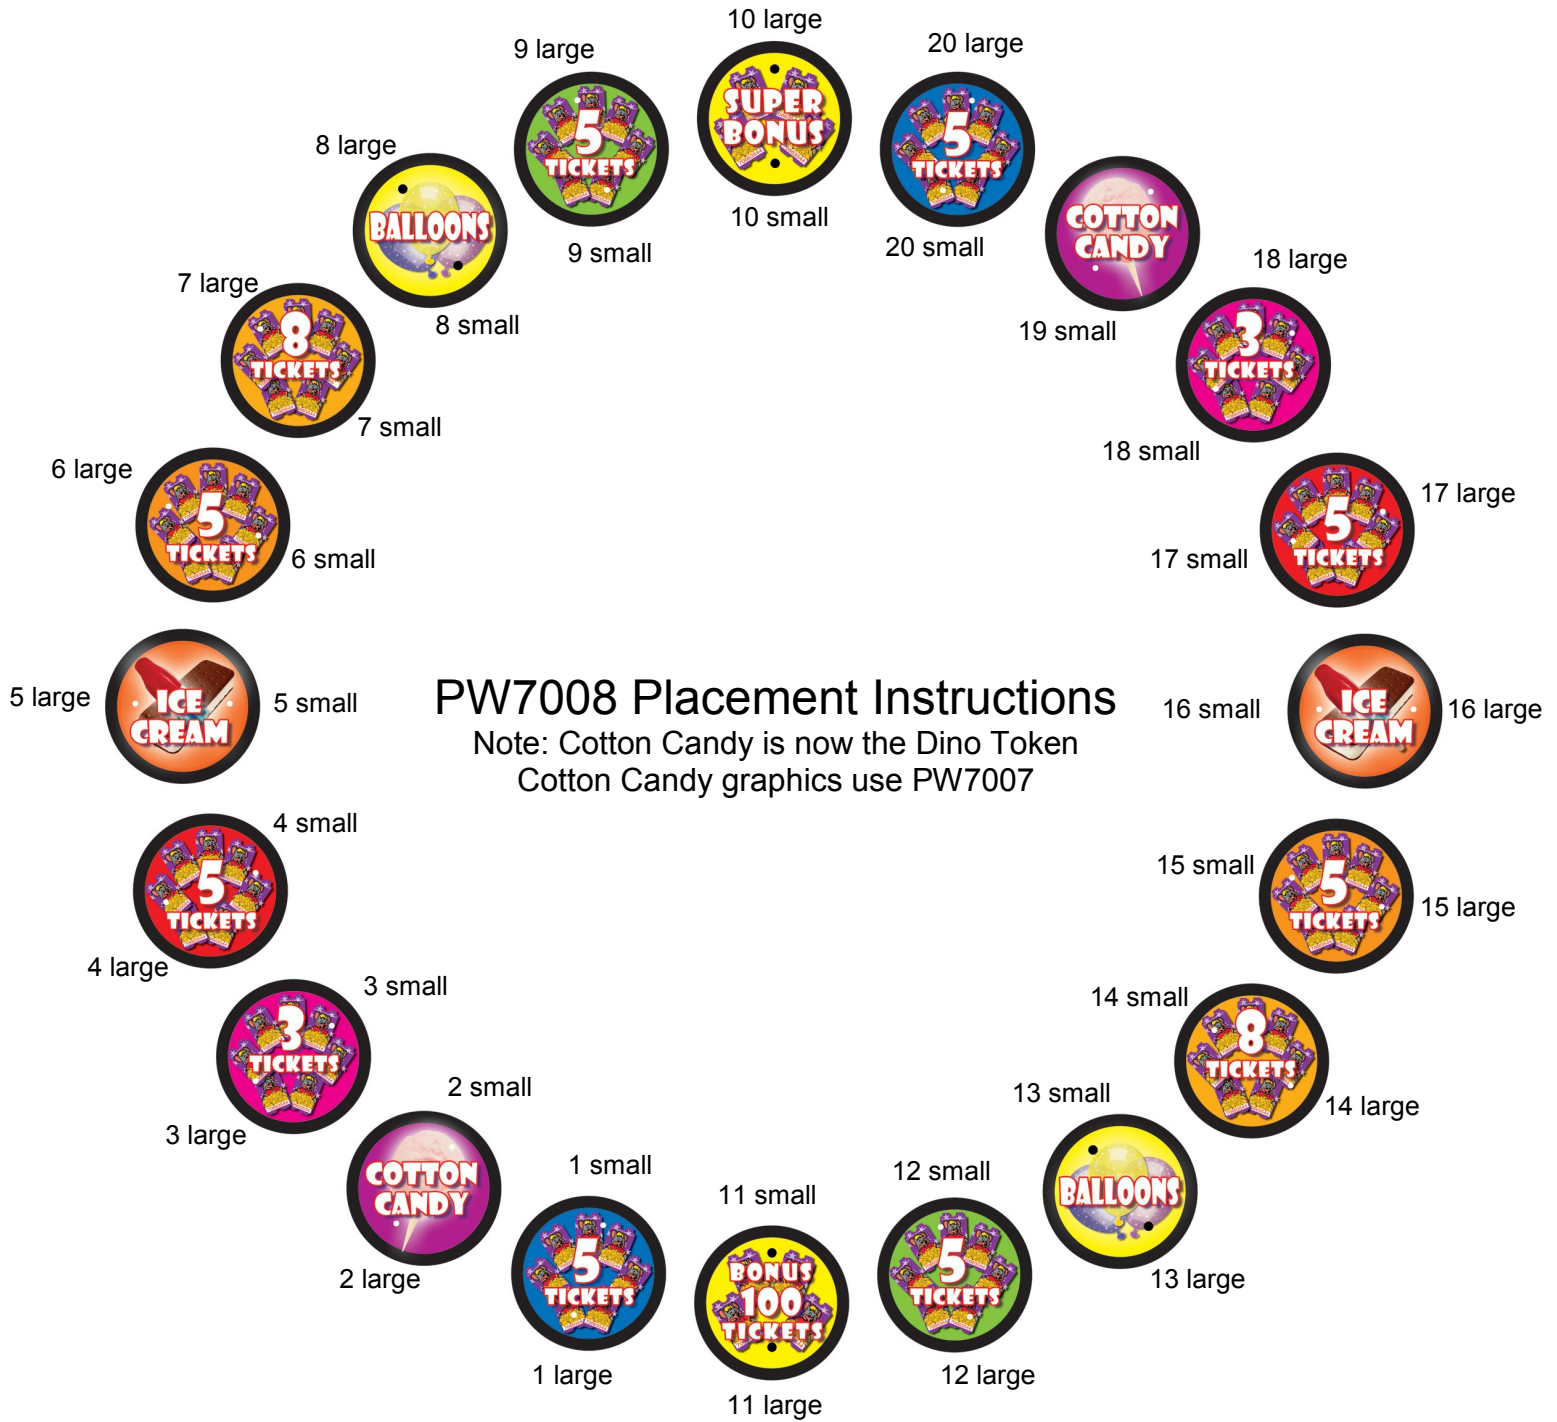 10 large
9 large
20 large
SUPER
BONUS
5
TICKETS
5
TICKETS
8 large
10 small
20 small
9 small
BALLOONS
COTTON
CANDY
18 large
7 large
8 small
19 small
8
TICKETS
3
TICKETS
7 small
18 small
6 large
17 large
5
TICKETS
5
TICKETS
6 small
17 small
5 large
ICE
CREAM
5 small
PW7008 Placement Instructions
Note: Cotton Candy is now the Dino Token
Cotton Candy graphics use PW7007
16 small
ICE
CREAM
16 large
4 small
15 small
5
TICKETS
5
TICKETS
15 large
4 large
3 small
14 small
3
TICKETS
8
TICKETS
2 small
13 small
14 large
3 large
COTTON
CANDY
1 small
12 small
BALLOONS
11 small
2 large
13 large
5
TICKETS
BONUS
100
TICKETS
5
TICKETS
1 large
12 large
11 large